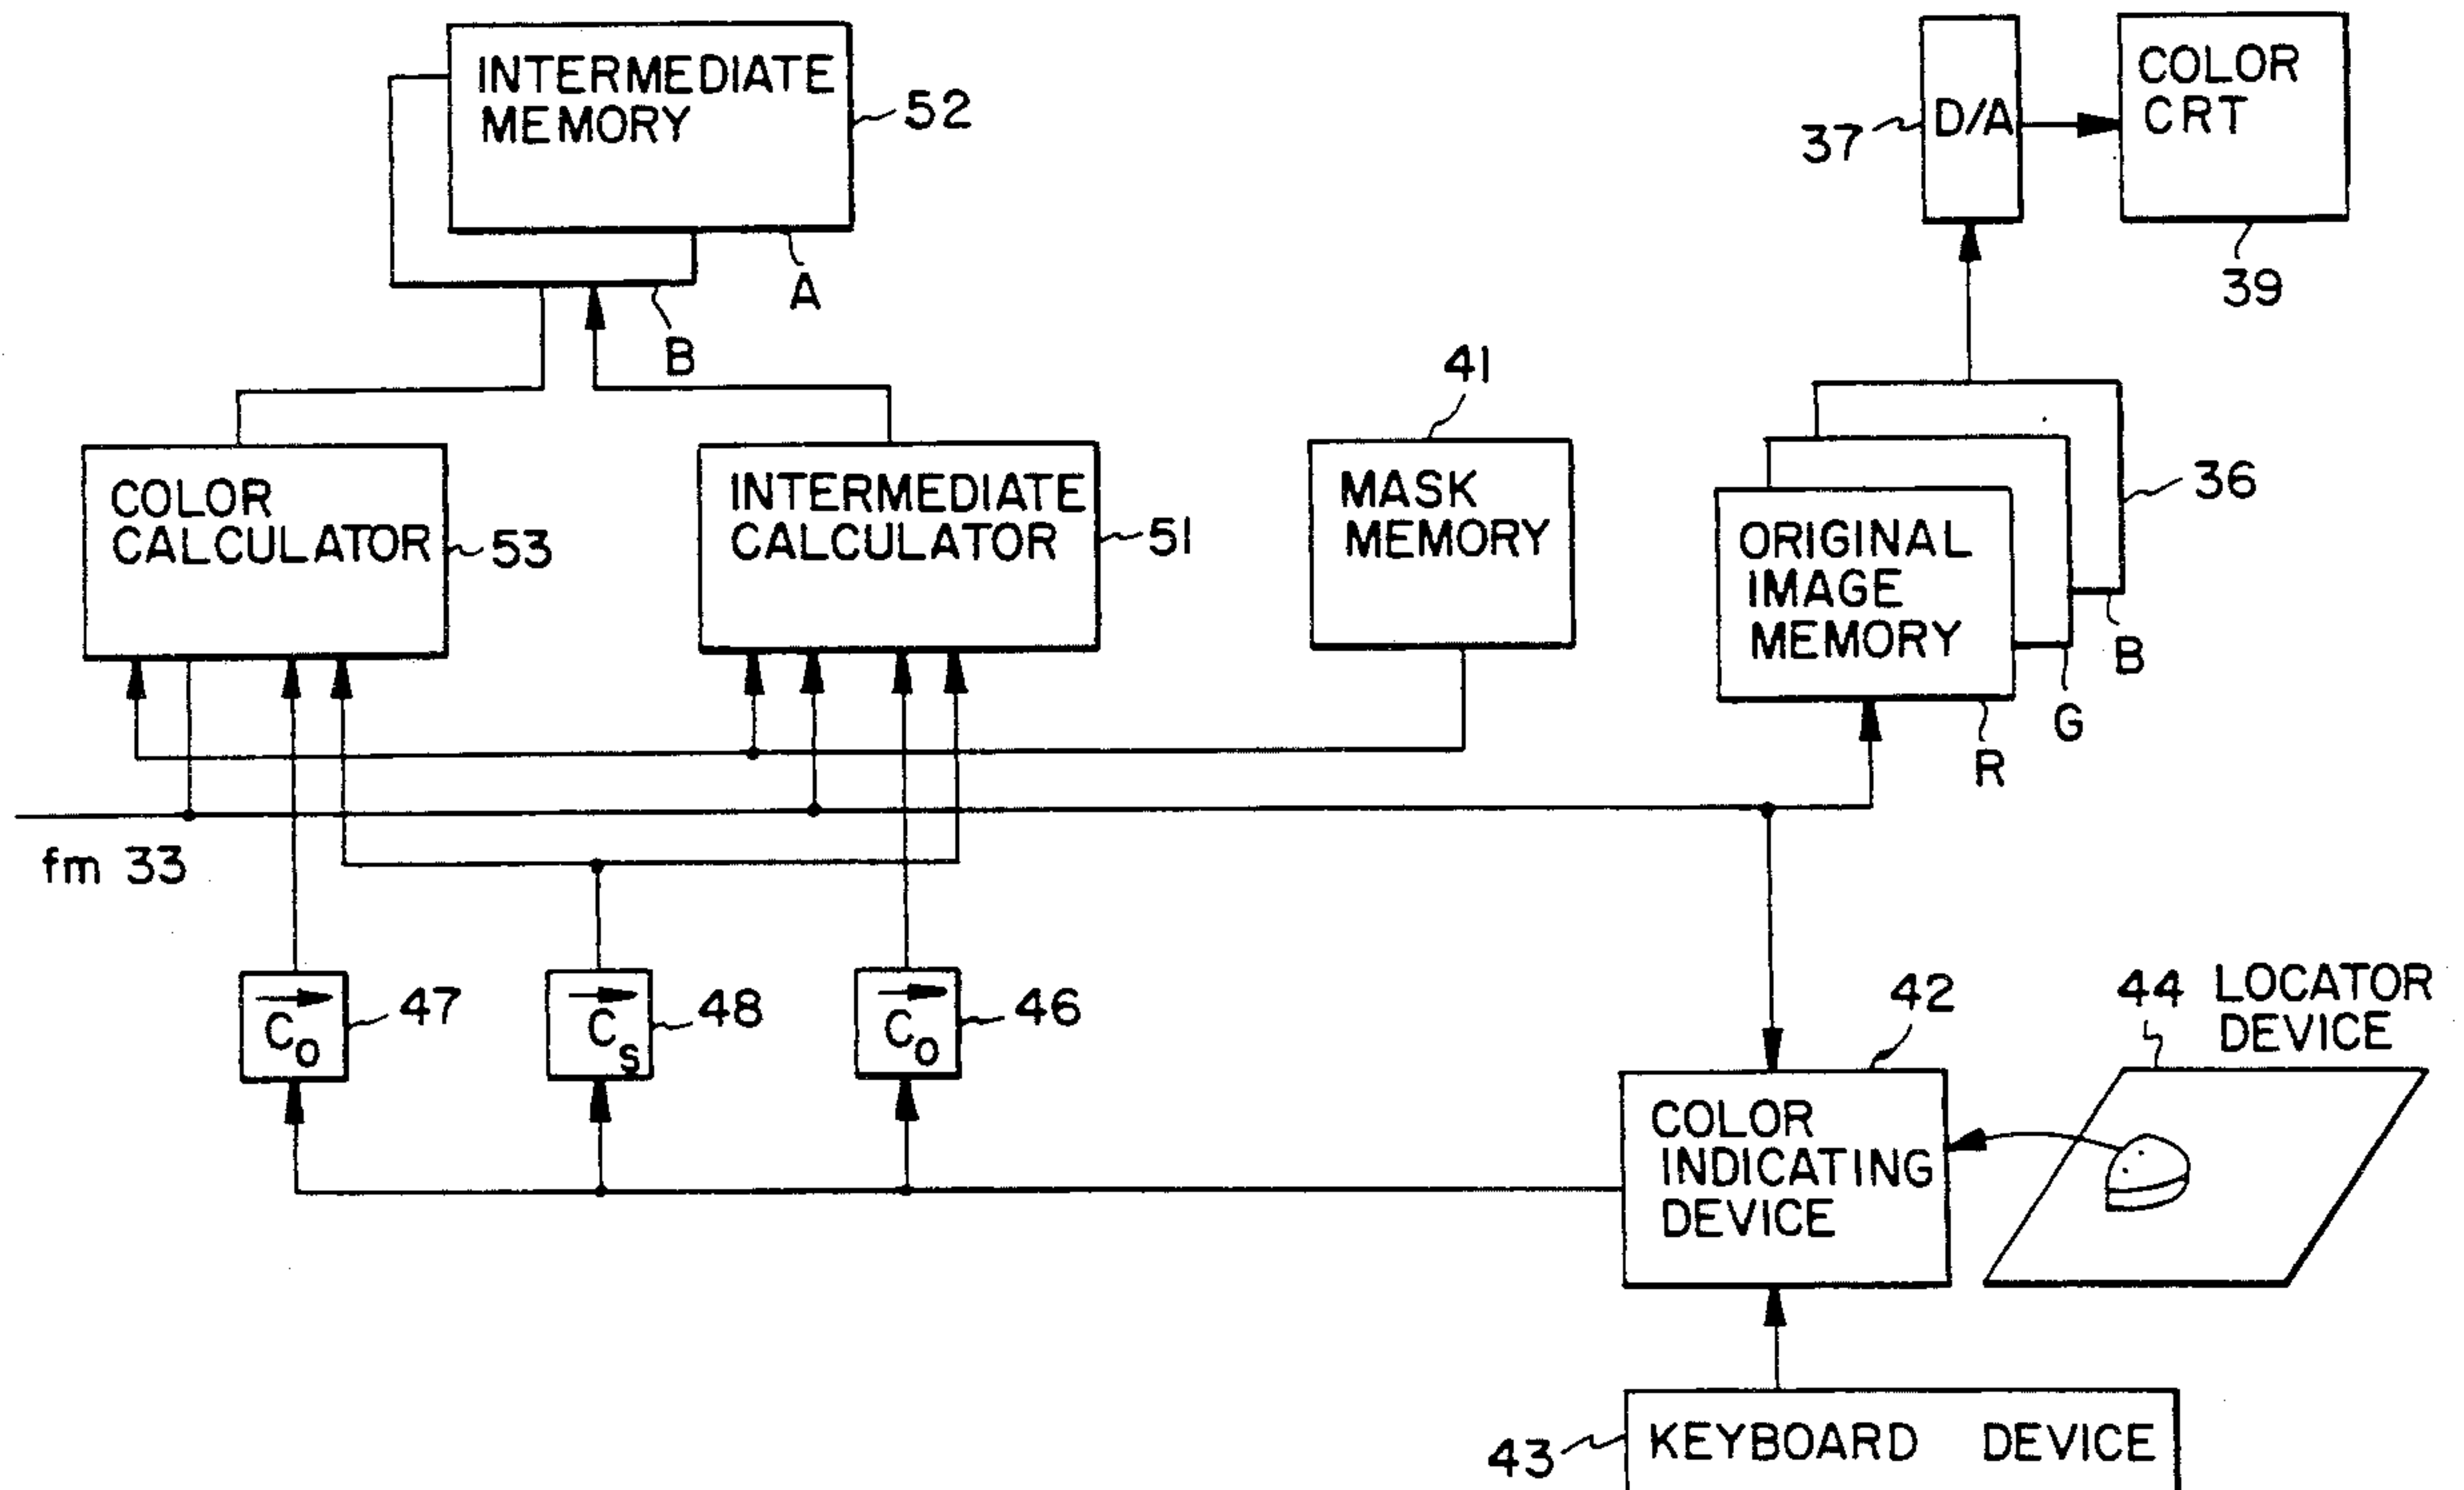 INTERMEDIATE
MEMORY
52
A
B
37
D/A
COLOR
CRT
39
COLOR
CALCULATOR
53
INTERMEDIATE
CALCULATOR
51
41
MASK
MEMORY
ORIGINAL
IMAGE
MEMORY
36
B
G
R
fm 33
C0
47
Cs
48
C0
46
42
COLOR
INDICATING
DEVICE
44 LOCATOR
DEVICE
43
KEYBOARD DEVICE